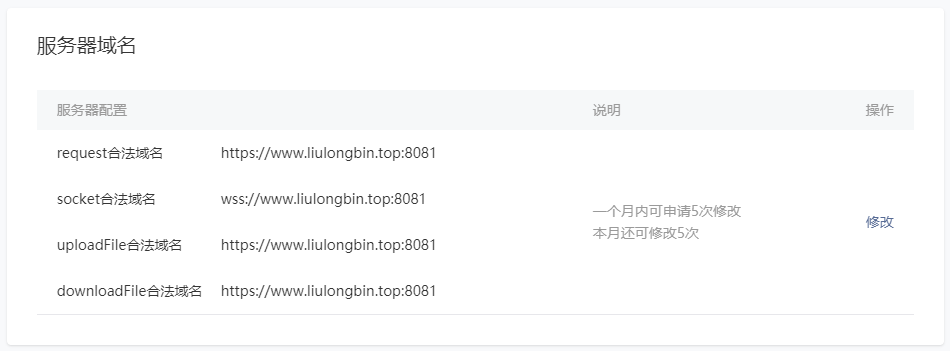 服务器域名
服务器配置 说明 操作
request合法域名 https://www.liulongbin.top:8081
socket合法域名 wss://www.liulongbin.top:8081
一个月内可申请5次修改
修改
本月还可修改5次
uploadFile合法域名 https://www.liulongbin.top:8081
downloadFile合法域名 https://www.liulongbin.top:8081